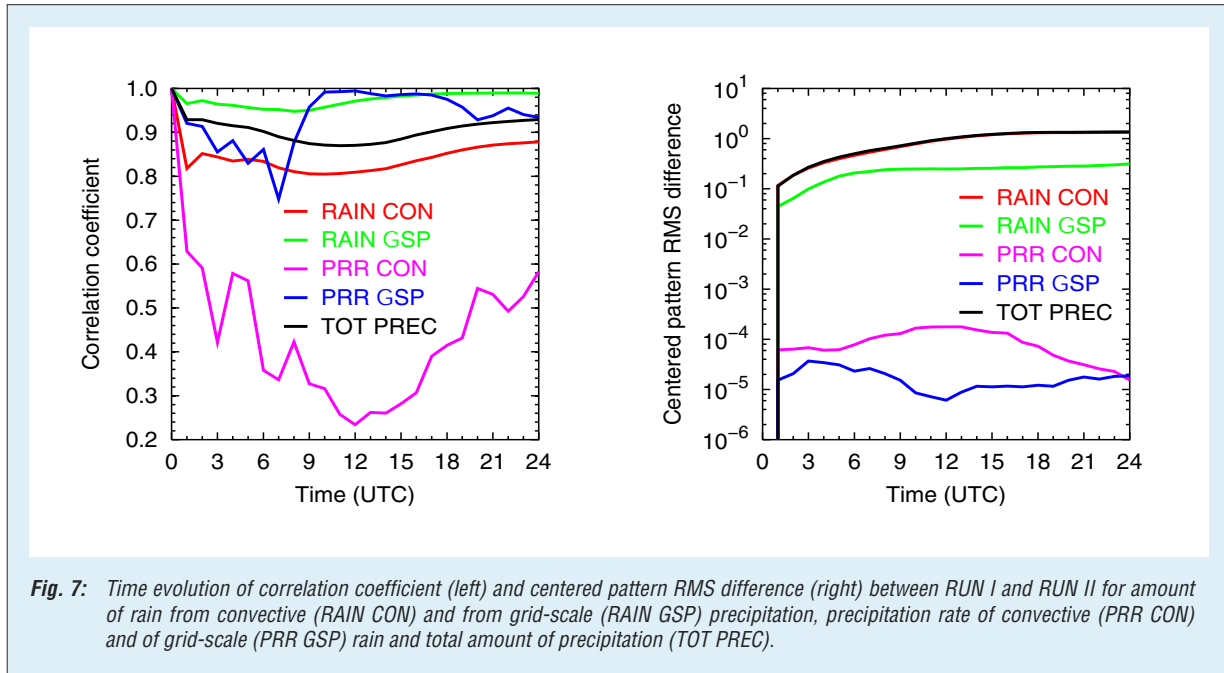 1.0
0.9
0.8
0.7
0.6
0.5
0.4
0.3
0.2
Correlation coefficient
RAIN CON
RAIN GSP
PRR CON
PRR GSP
TOT PREC
0 3 6 9 12 15 18 21 24
Time (UTC)
10¹
10⁰
10⁻¹
10⁻²
10⁻³
10⁻⁴
10⁻⁵
10⁻⁶
Centered pattern RMS difference
RAIN CON
RAIN GSP
PRR CON
PRR GSP
TOT PREC
0 3 6 9 12 15 18 21 24
Time (UTC)
Fig. 7: Time evolution of correlation coefficient (left) and centered pattern RMS difference (right) between RUN I and RUN II for amount
of rain from convective (RAIN CON) and from grid-scale (RAIN GSP) precipitation, precipitation rate of convective (PRR CON)
and of grid-scale (PRR GSP) rain and total amount of precipitation (TOT PREC).